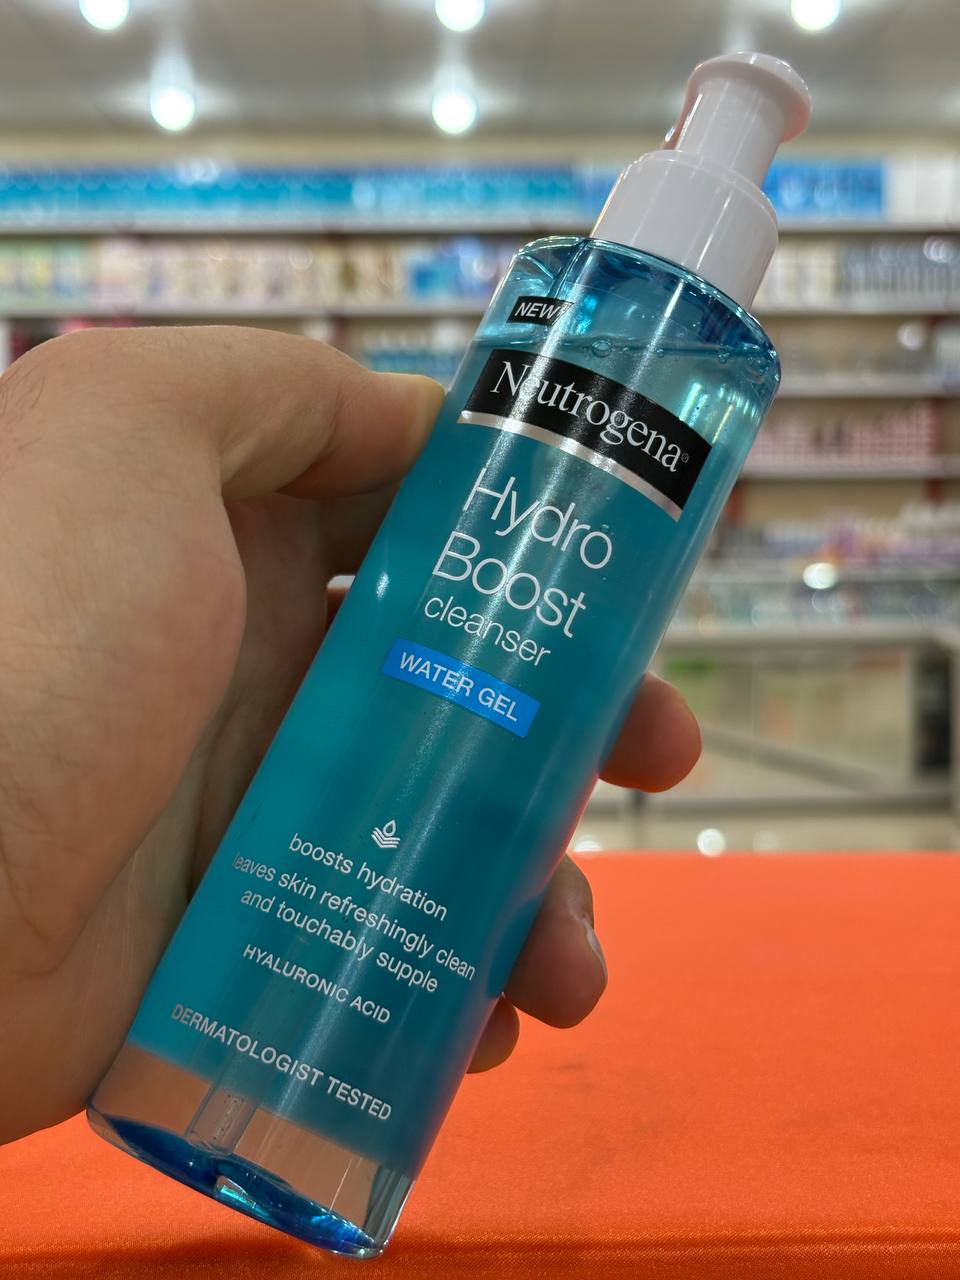 NEW
Neutrogena®
Hydro
Boost
cleanser
WATER GEL
boosts hydration
leaves skin refreshingly clean
and touchably supple
HYALURONIC ACID
DERMATOLOGIST TESTED